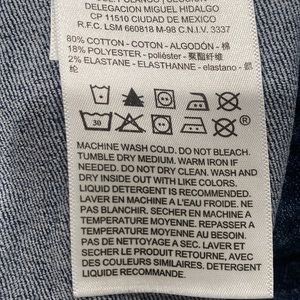 DELEGACION MIGUEL HIDALGO
CP 11510 CIUDAD DE MEXICO
R.F.C. LSM 660818 M-98 C.N.I.V. 3337
80% COTTON - COTON - ALGODÓN - 棉
18% POLYESTER - poliéster - 聚酯纤维
2% ELASTANE - ELASTHANNE - elastano - 氨纶
30
®
MACHINE WASH COLD. DO NOT BLEACH.
TUMBLE DRY MEDIUM. WARM IRON IF
NEEDED. DO NOT DRY CLEAN. WASH AND
DRY INSIDE OUT WITH LIKE COLORS.
LIQUID DETERGENT IS RECOMMENDED.
LAVER EN MACHINE A L'EAU FROIDE. NE
PAS BLANCHIR. SECHER EN MACHINE A
TEMPERATURE MOYENNE. REPASSER A
TEMPERATURE MOYENNE AU BESOIN.
PAS DE NETTOYAGE A SEC. LAVER ET
SECHER LE PRODUIT RETOURNE, AVEC
DES COULEURS SIMILAIRES. DETERGENT
LIQUIDE RECOMMANDE.